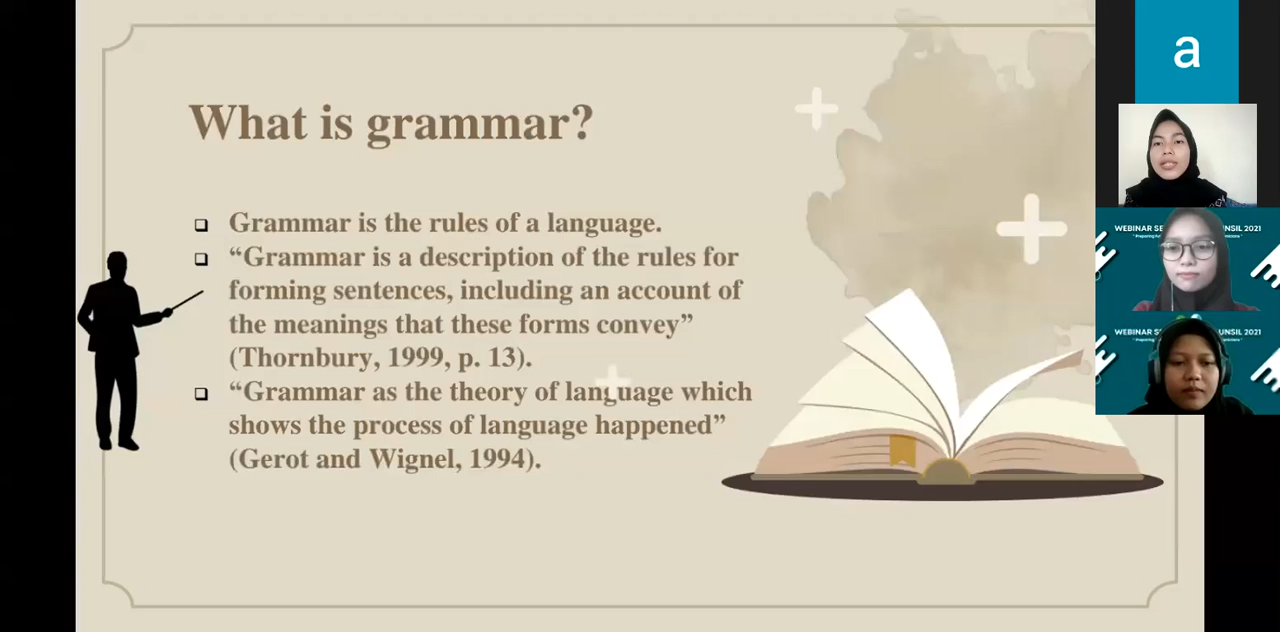 What is grammar?
Grammar is the rules of a language.
“Grammar is a description of the rules for
forming sentences, including an account of
the meanings that these forms convey”
(Thornbury, 1999, p. 13).
“Grammar as the theory of language which
shows the process of language happened”
(Gerot and Wignel, 1994).
a
WEBINAR SE
UNSIL 2021
WEBINAR S
UNSIL 2021